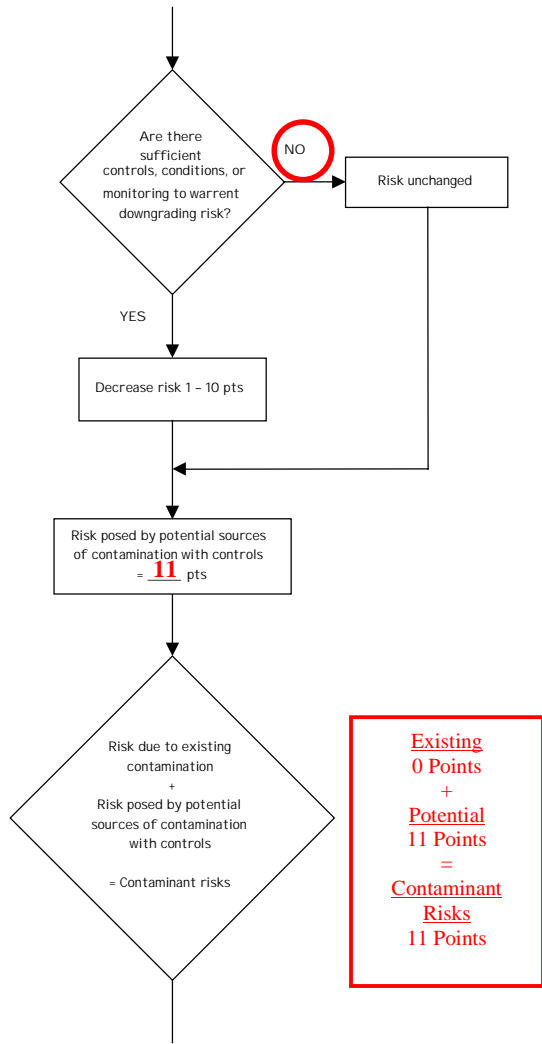 Are there
sufficient
controls, conditions, or
monitoring to warrent
downgrading risk?
NO
Risk unchanged
YES
Decrease risk 1 – 10 pts
Risk posed by potential sources
of contamination with controls
= 11 pts
Risk due to existing
contamination
+
Risk posed by potential
sources of contamination
with controls
= Contaminant risks
Existing
0 Points
+
Potential
11 Points
=
Contaminant
Risks
11 Points